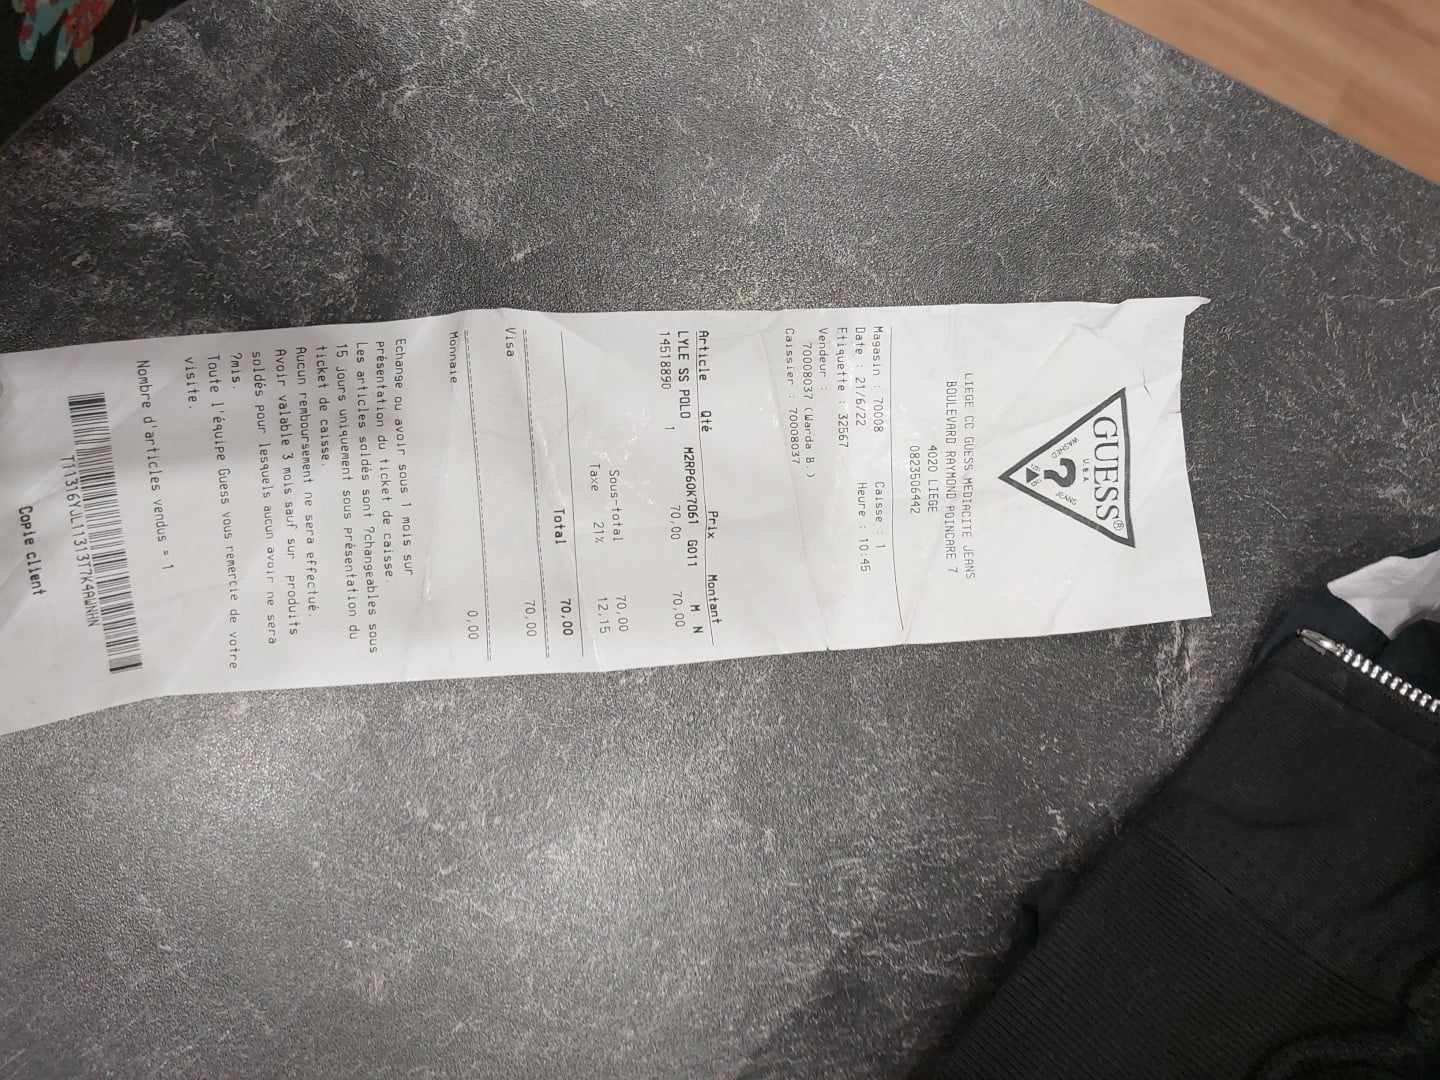 GUESS®
U.S.A.
?
WASHED
JEANS
LIEGE CC GUESS MEDIACITE JEANS
BOULEVARD RAYMOND POINCARE 7
4020 LIEGE
0823506442
Magasin : 70008 Caisse : 1
Date : 21/6/22 Heure : 10:45
Etiquette : 32567
Vendeur :
70008037 (Warda B.)
Caissier : 70008037
Article Qté Prix Montant
LYLE SS POLO M2RP60K7061 G011 M N
14518890 1 70,00 70,00
Sous-total 70,00
Taxe 21% 12,15
Total 70,00
Visa 70,00
Monnaie 0,00
Echange ou avoir sous 1 mois sur
présentation du ticket de caisse.
Les articles soldés sont ?changeables sous
15 jours uniquement sous présentation du
ticket de caisse.
Aucun remboursement ne sera effectué.
Avoir valable 3 mois sauf sur produits
soldés pour lesquels aucun avoir ne sera
?mis.
Toute l'équipe Guess vous remercie de votre
visite.
Nombre d'articles vendus = 1
Copie client